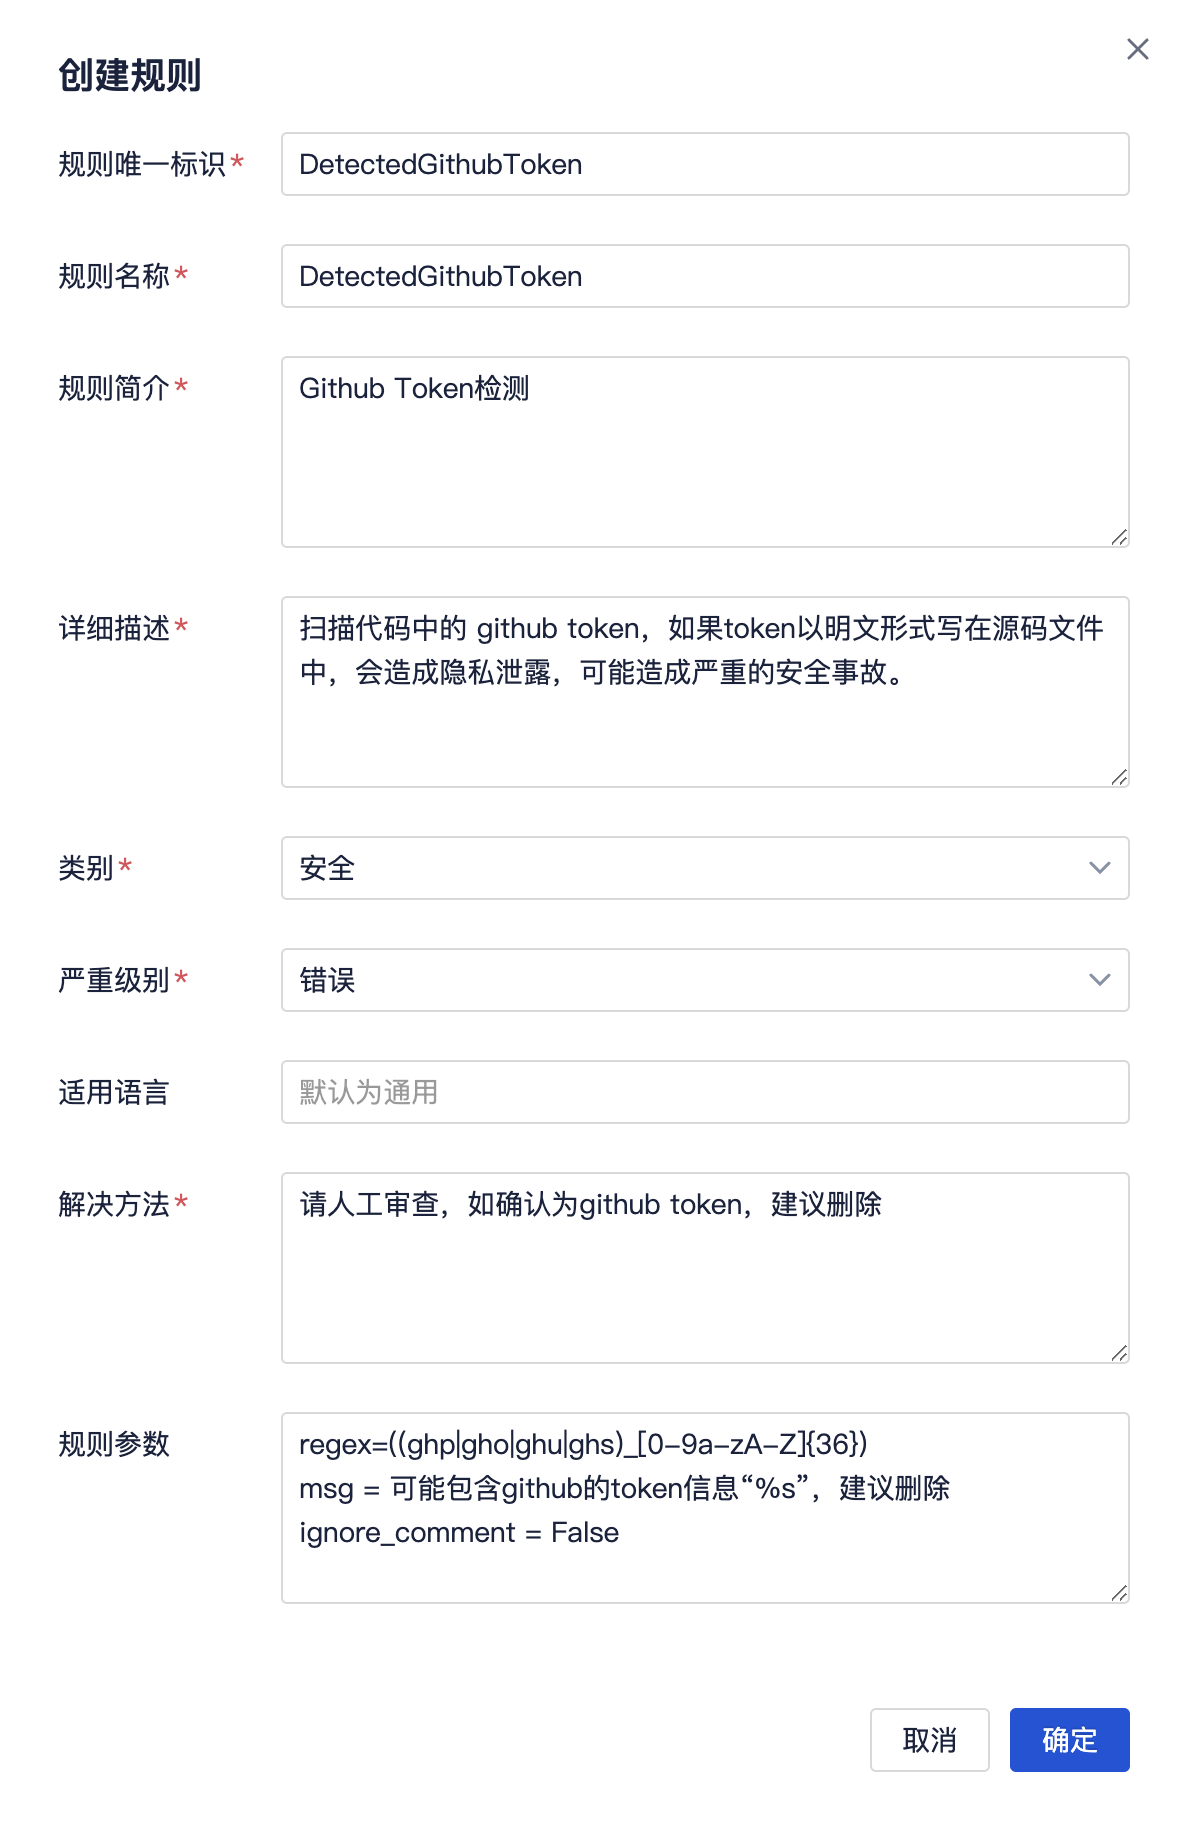 创建规则
规则唯一标识*
DetectedGithubToken
规则名称*
DetectedGithubToken
规则简介*
Github Token检测
详细描述*
扫描代码中的 github token，如果token以明文形式写在源码文件
中，会造成隐私泄露，可能造成严重的安全事故。
类别*
安全
严重级别*
错误
适用语言
默认为通用
解决方法*
请人工审查，如确认为github token，建议删除
规则参数
regex=((ghp|gho|ghu|ghs)_[0-9a-zA-Z]{36})
msg = 可能包含github的token信息“%s”，建议删除
ignore_comment = False
取消
确定